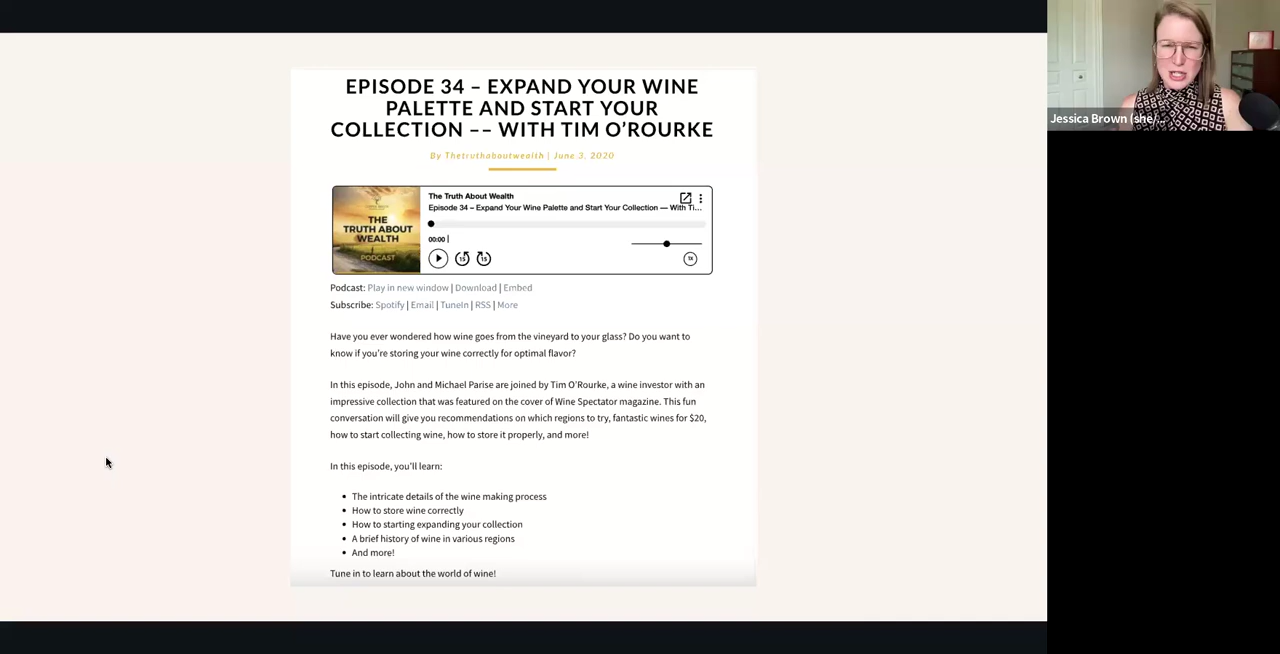 EPISODE 34 – EXPAND YOUR WINE
PALETTE AND START YOUR
COLLECTION –– WITH TIM O’ROURKE
By Thetruthaboutwealth | June 3, 2020
THE
TRUTH ABOUT
WEALTH
PODCAST
The Truth About Wealth
Episode 34 – Expand Your Wine Palette and Start Your Collection — With Ti...
00:00 |
15
15
1X
Podcast: Play in new window | Download | Embed
Subscribe: Spotify | Email | TuneIn | RSS | More
Have you ever wondered how wine goes from the vineyard to your glass? Do you want to
know if you’re storing your wine correctly for optimal flavor?
In this episode, John and Michael Parise are joined by Tim O’Rourke, a wine investor with an
impressive collection that was featured on the cover of Wine Spectator magazine. This fun
conversation will give you recommendations on which regions to try, fantastic wines for $20,
how to start collecting wine, how to store it properly, and more!
In this episode, you’ll learn:
• The intricate details of the wine making process
• How to store wine correctly
• How to starting expanding your collection
• A brief history of wine in various regions
• And more!
Tune in to learn about the world of wine!
Jessica Brown (she/...